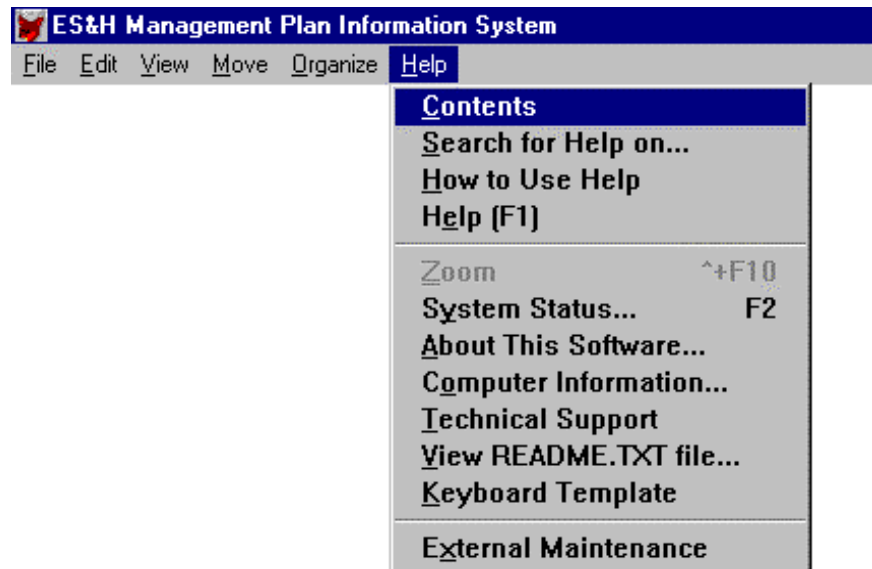 ES&H Management Plan Information System
File Edit View Move Organize Help
Contents
Search for Help on...
How to Use Help
Help (F1)
Zoom ^+F10
System Status... F2
About This Software...
Computer Information...
Technical Support
View README.TXT file...
Keyboard Template
External Maintenance